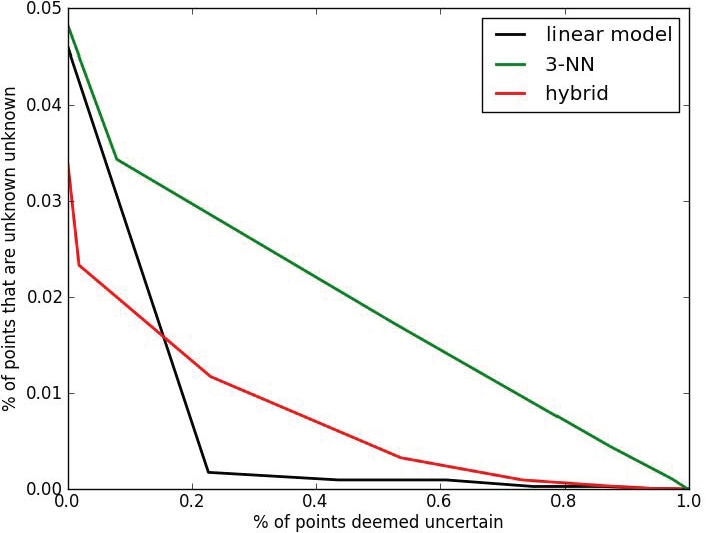 0.05
0.04
0.03
0.02
0.01
0.00
% of points that are unknown unknown
linear model
3-NN
hybrid
0.0 0.2 0.4 0.6 0.8 1.0
% of points deemed uncertain